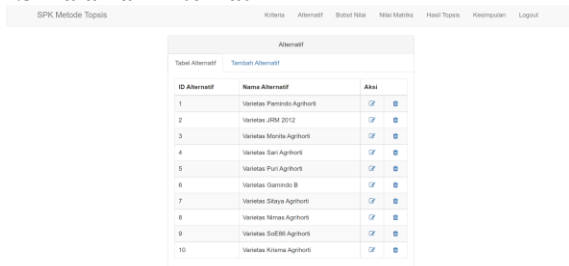 SPK Metode Topsis Kriteria Alternatif Bobot Nilai Nilai Matriks Hasil Topsis Kesimpulan Logout
Alternatif
Tabel Alternatif Tambah Alternatif
ID Alternatif Nama Alternatif Aksi
1 Varietas Pamindo Agrihorti
2 Varietas JRM 2012
3 Varietas Monita Agrihorti
4 Varietas Sari Agrihorti
5 Varietas Puri Agrihorti
6 Varietas Gamindo B
7 Varietas Sitaya Agrihorti
8 Varietas Nimas Agrihorti
9 Varietas SoE86 Agrihorti
10 Varietas Krisma Agrihorti